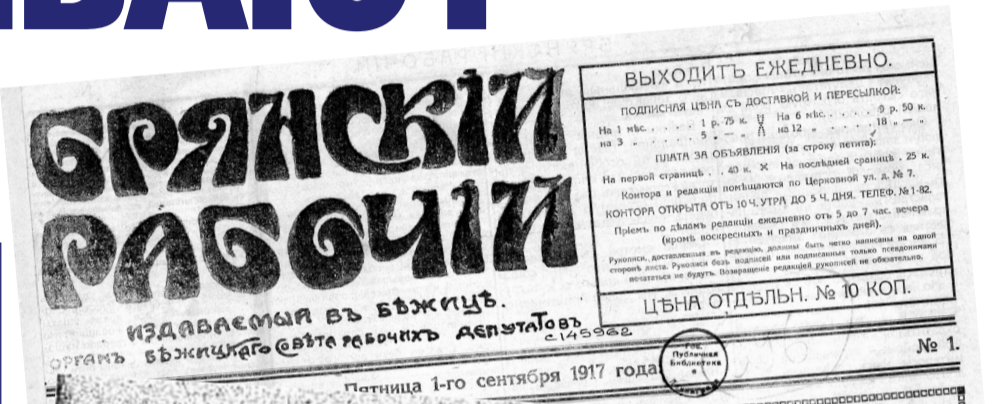 ВАЮТ
БРЯНСКІЙ
РАБОЧІЙ
ИЗДАВАЕМЫЙ ВЪ БѢЖИЦѢ.
ОРГАНЪ БѢЖИЦКАГО СОВѢТА РАБОЧИХЪ ДЕПУТАТОВЪ
с145962
ВЫХОДИТЪ ЕЖЕДНЕВНО.
ПОДПИСНАЯ ЦѢНА СЪ ДОСТАВКОЙ И ПЕРЕСЫЛКОЙ:
На 1 мѣс. . . . . . 1 р. 75 к. На 6 мѣс. . . . . . 9 р. 50 к.
на 3 „ . . . . . 5 „ — „ на 12 „ . . . . . 18 „ — „
ПЛАТА ЗА ОБЪЯВЛЕНІЯ (за строку петита):
На первой страницѣ . . 40 к. Х На послѣдней сраницѣ . 25 к.
Контора и редакція помѣщаются по Церковной ул. д. № 7.
КОНТОРА ОТКРЫТА ОТЪ 10 Ч. УТРА ДО 5 Ч. ДНЯ. ТЕЛЕФ. № 1-82.
Пріемъ по дѣламъ редакціи ежедневно отъ 5 до 7 час. вечера
(кромѣ воскресныхъ и праздничныхъ дней).
Рукописи, доставляемыя въ редакцію, должны быть четко написаны на одной
сторонѣ листа. Рукописи безъ подписей или подписанныя только псевдонимами
печататься не будутъ. Возвращеніе редакціей рукописей не обязательно.
ЦѢНА ОТДѢЛЬН. № 10 КОП.
Пятница 1-го сентября 1917 года.
Гос.
Публичная
Библіотека
№ 1.